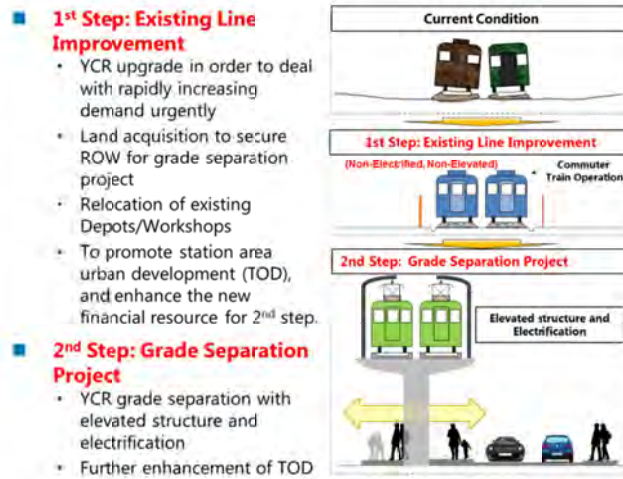 1st Step: Existing Line
Improvement
• YCR upgrade in order to deal
with rapidly increasing
demand urgently
• Land acquisition to secure
ROW for grade separation
project
• Relocation of existing
Depots/Workshops
• To promote station area
urban development (TOD),
and enhance the new
financial resource for 2nd step.
2nd Step: Grade Separation
Project
• YCR grade separation with
elevated structure and
electrification
• Further enhancement of TOD
Current Condition
1st Step: Existing Line Improvement
(Non-Electrified, Non-Elevated)
Commuter
Train Operation
2nd Step: Grade Separation Project
Elevated structure and
Electrification